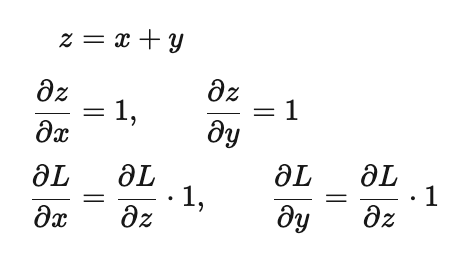 z = x + y
∂z/∂x = 1, ∂z/∂y = 1
∂L/∂x = ∂L/∂z · 1, ∂L/∂y = ∂L/∂z · 1